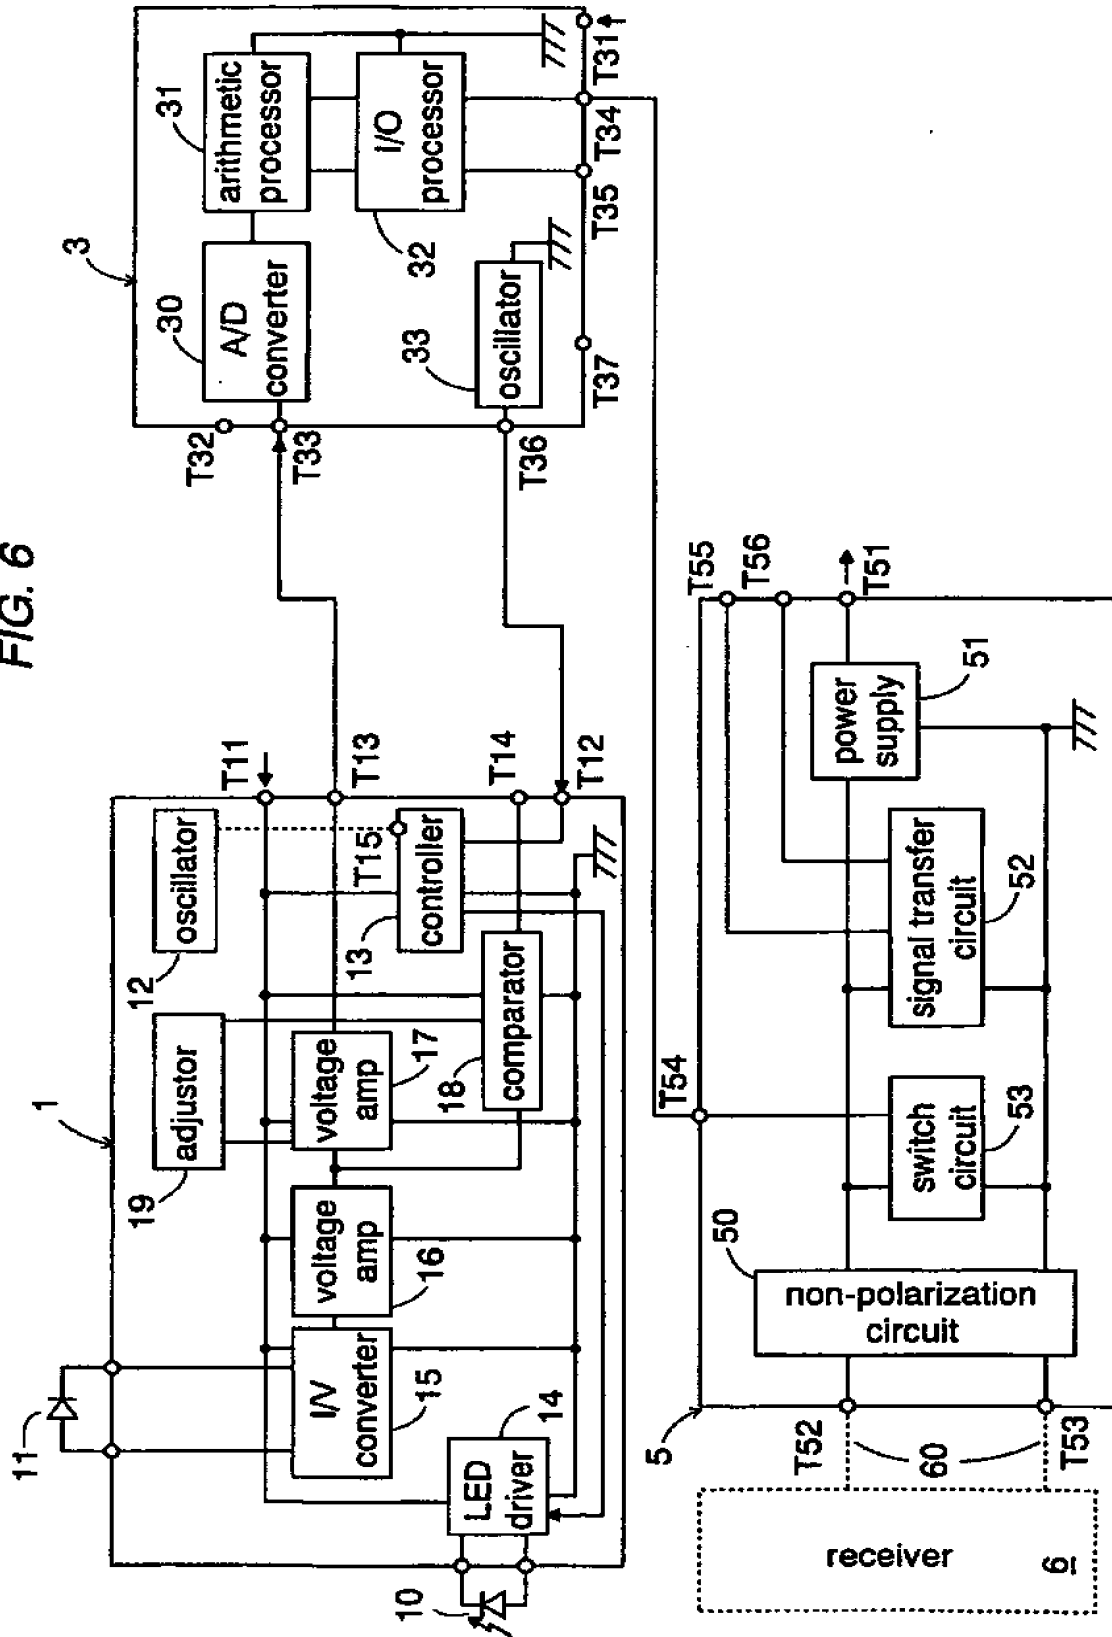 FIG. 6
1
11
10
19
adjustor
12
oscillator
T11
I/V
converter
15
voltage
amp
16
voltage
amp
17
T13
T15
controller
13
LED
driver
14
comparator
18
T14
T12
3
30
A/D
converter
31
arithmetic
processor
I/O
processor
32
33
oscillator
T32
T33
T36
T37
T35
T34
T31
receiver
6
60
T52
T53
5
50
non-polarization
circuit
T54
switch
circuit
53
signal transfer
circuit
52
power
supply
51
T55
T56
T51